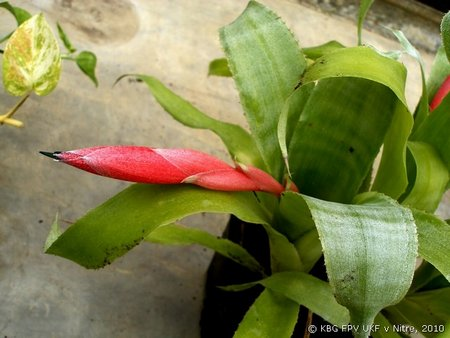 © KBG FPV UKF v Nitre, 2010